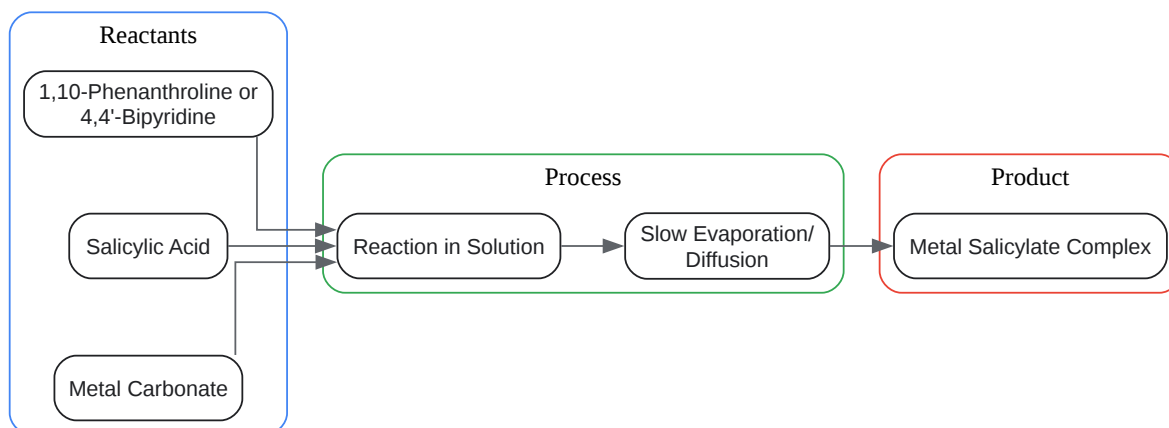 Reactants
1,10-Phenanthroline or
4,4'-Bipyridine
Salicylic Acid
Metal Carbonate
Process
Reaction in Solution
Slow Evaporation/
Diffusion
Product
Metal Salicylate Complex